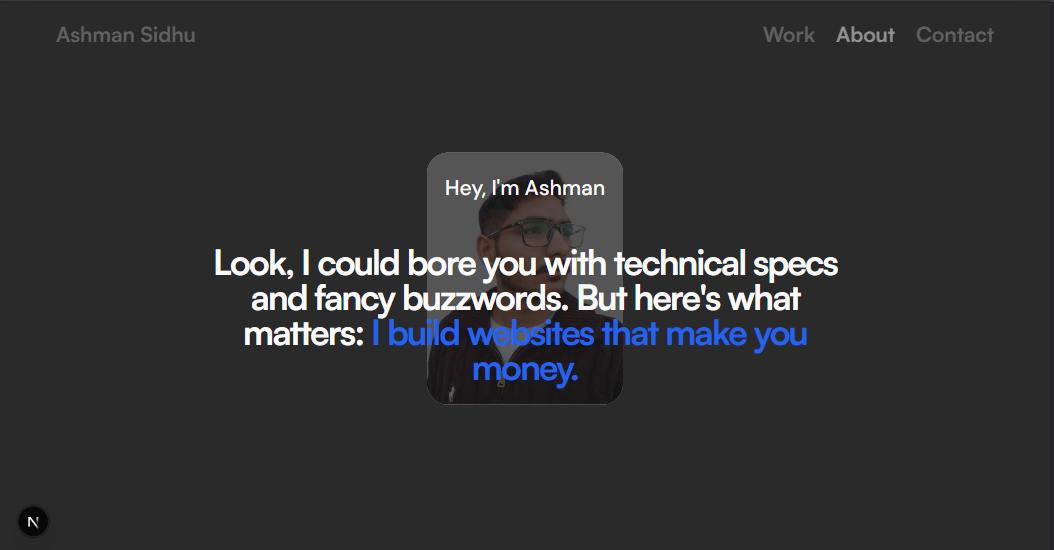 Ashman Sidhu
Work About Contact
Hey, I'm Ashman
Look, I could bore you with technical specs
and fancy buzzwords. But here's what
matters: I build websites that make you
money.
N